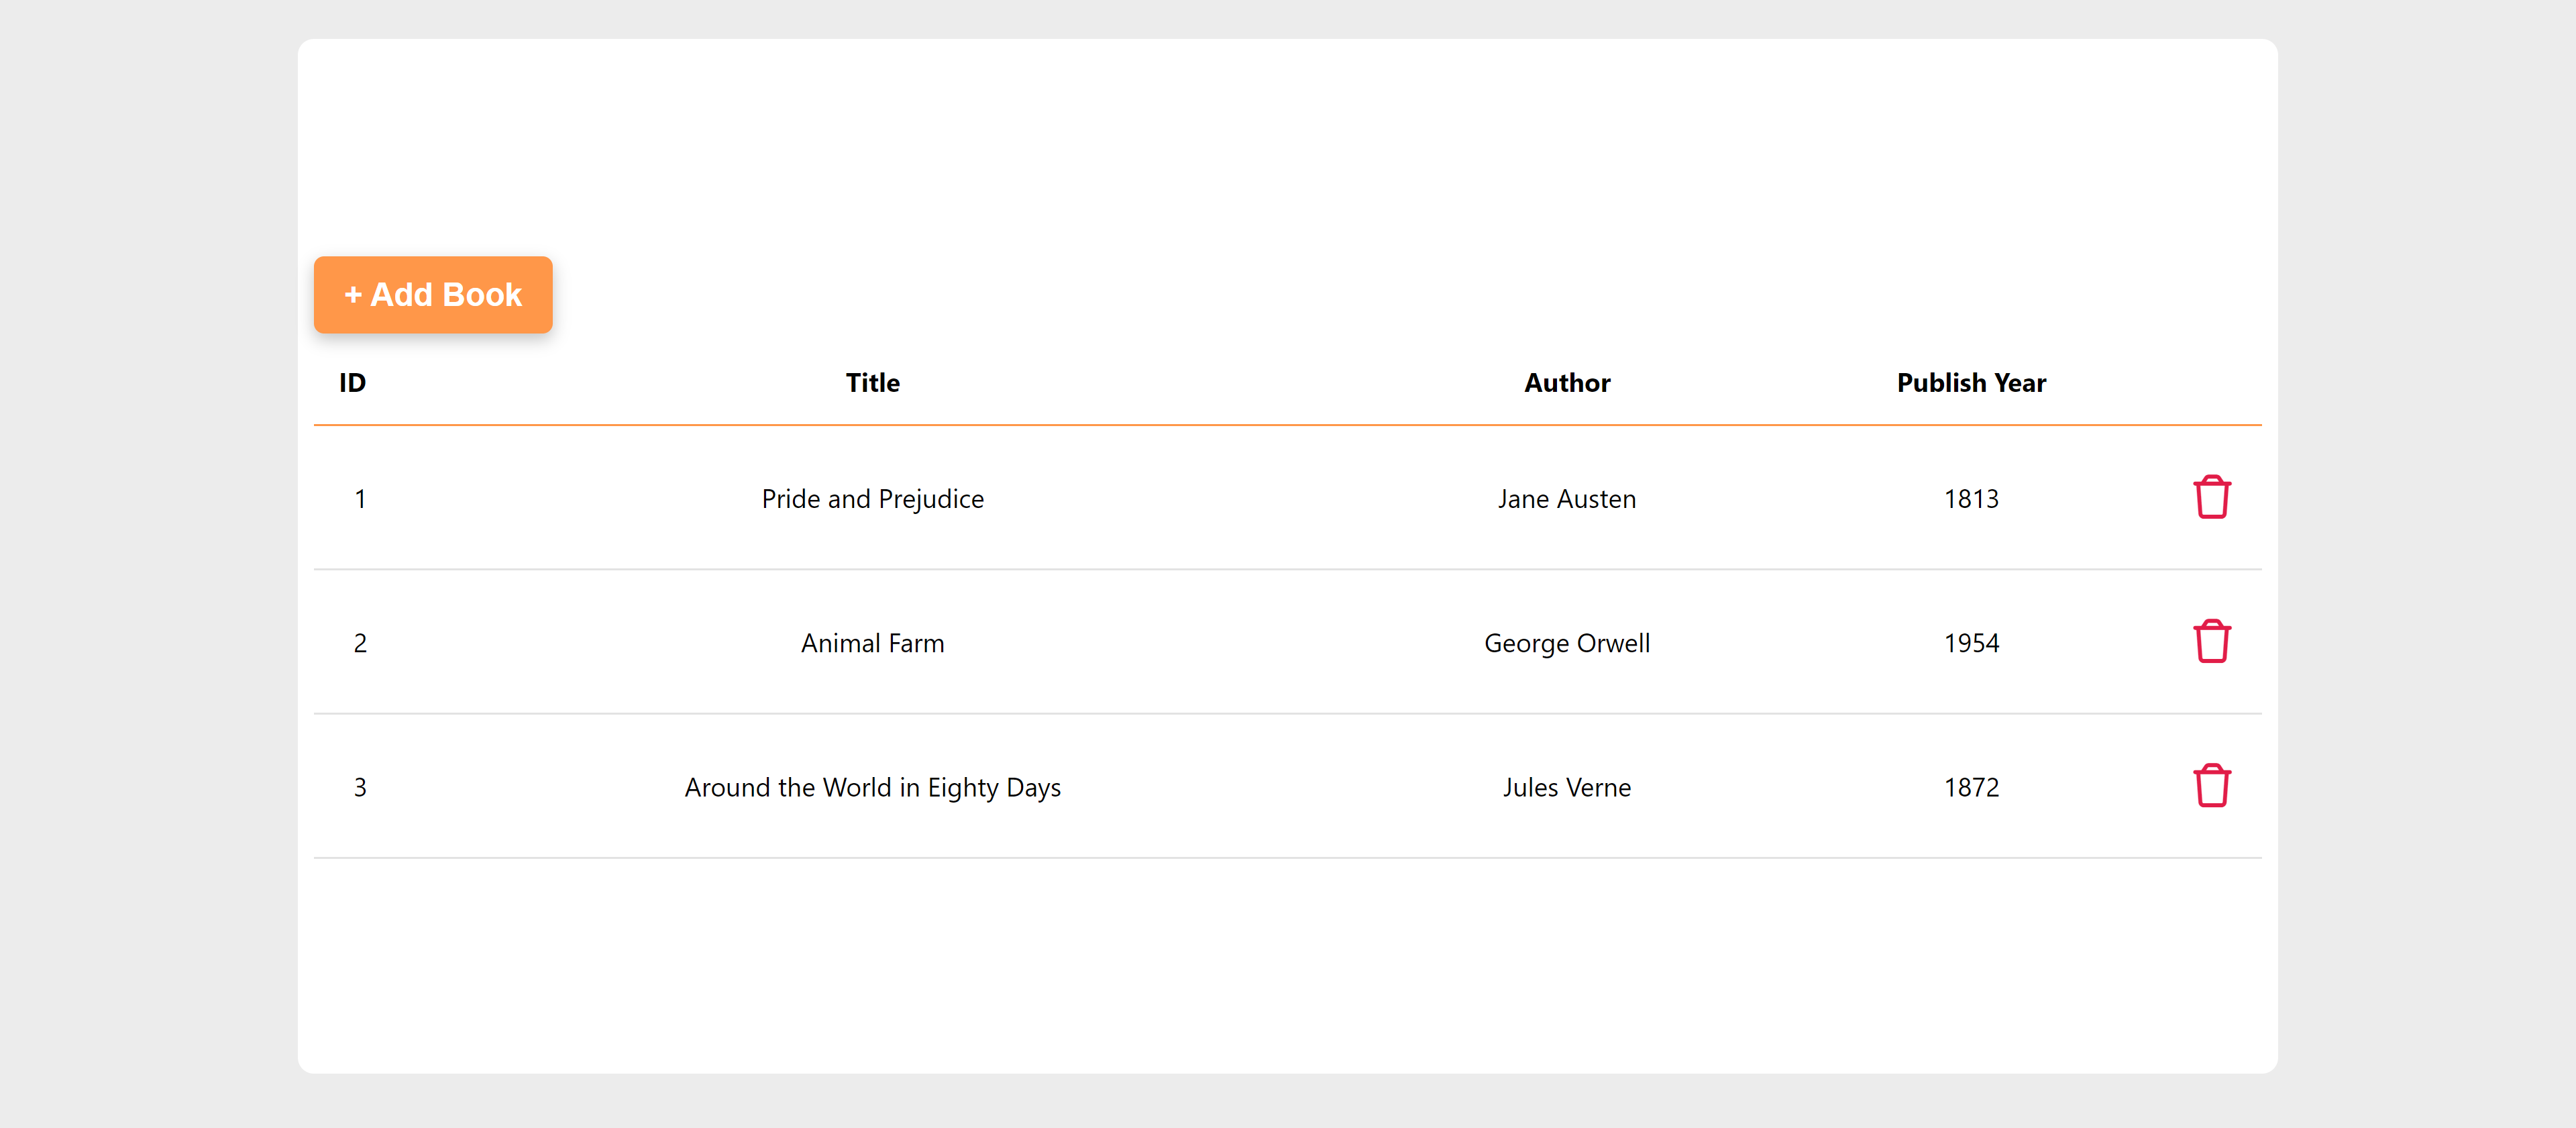 + Add Book
ID Title Author Publish Year
1 Pride and Prejudice Jane Austen 1813
2 Animal Farm George Orwell 1954
3 Around the World in Eighty Days Jules Verne 1872